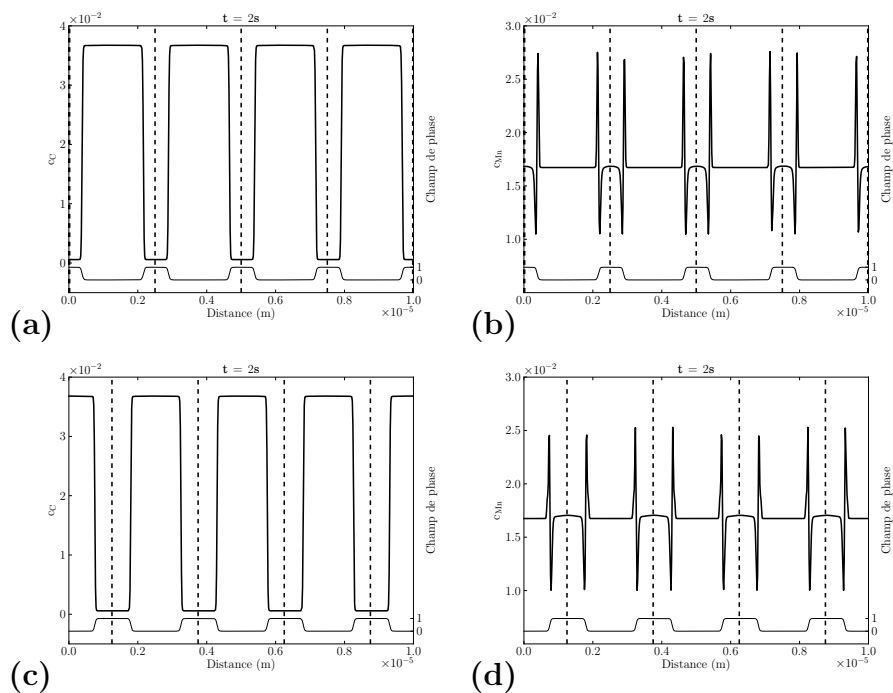 ×10⁻² t = 2s
4
3
2
1
0
c_C
Champ de phase
1
0
0.0 0.2 0.4 0.6 0.8 1.0
Distance (m) ×10⁻⁵
(a)
×10⁻² t = 2s
3.0
2.5
2.0
1.5
1.0
c_Mn
Champ de phase
1
0
0.0 0.2 0.4 0.6 0.8 1.0
Distance (m) ×10⁻⁵
(b)
×10⁻² t = 2s
4
3
2
1
0
c_C
Champ de phase
1
0
0.0 0.2 0.4 0.6 0.8 1.0
Distance (m) ×10⁻⁵
(c)
×10⁻² t = 2s
3.0
2.5
2.0
1.5
1.0
c_Mn
Champ de phase
1
0
0.0 0.2 0.4 0.6 0.8 1.0
Distance (m) ×10⁻⁵
(d)